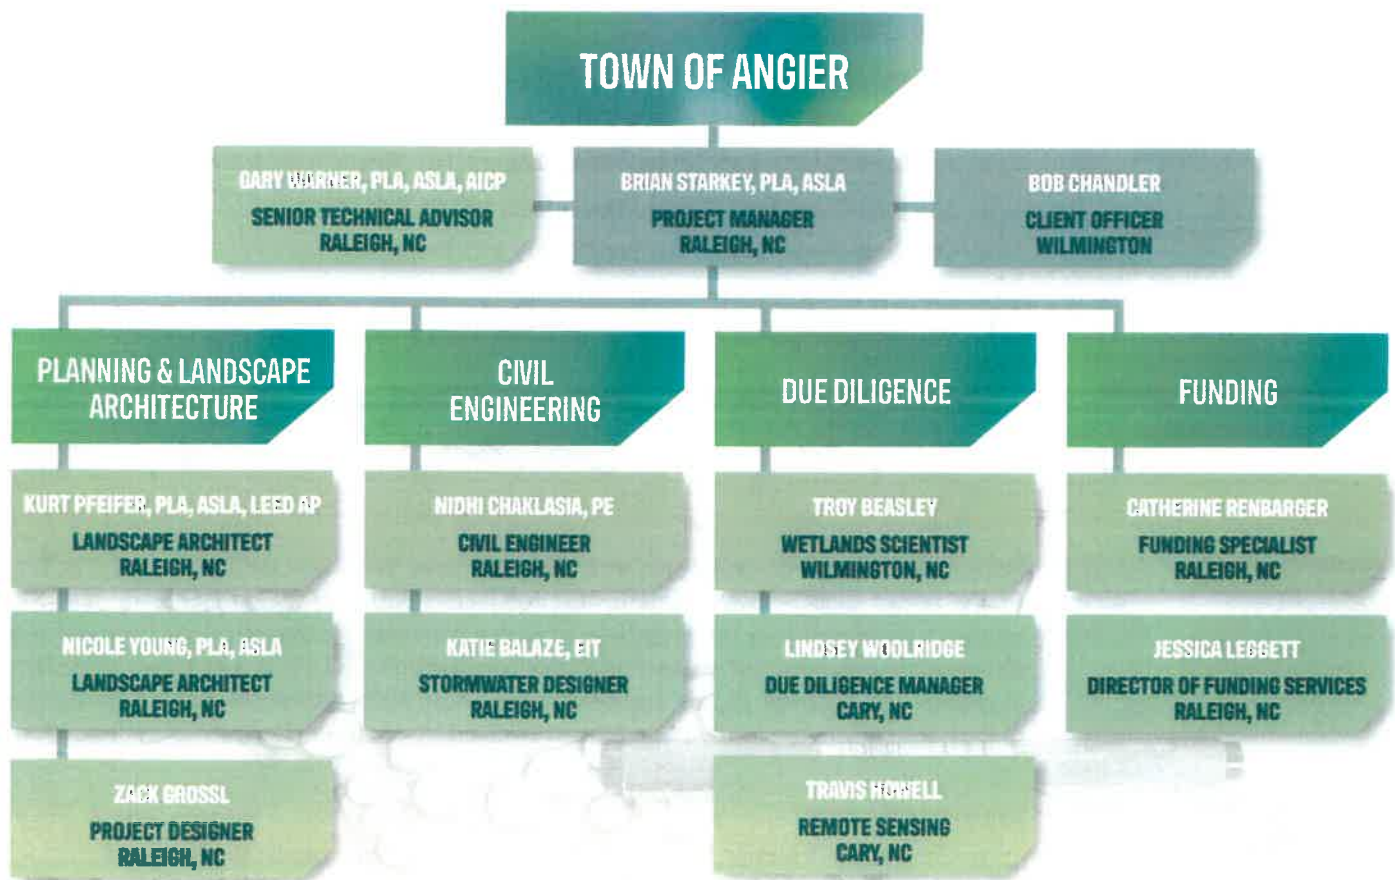 TOWN OF ANGIER
GARY WARNER, PLA, ASLA, AICP
SENIOR TECHNICAL ADVISOR
RALEIGH, NC
BRIAN STARKEY, PLA, ASLA
PROJECT MANAGER
RALEIGH, NC
BOB CHANDLER
CLIENT OFFICER
WILMINGTON
PLANNING & LANDSCAPE
ARCHITECTURE
KURT PFEIFER, PLA, ASLA, LEED AP
LANDSCAPE ARCHITECT
RALEIGH, NC
NICOLE YOUNG, PLA, ASLA
LANDSCAPE ARCHITECT
RALEIGH, NC
ZACK GROSSL
PROJECT DESIGNER
RALEIGH, NC
CIVIL
ENGINEERING
NIDHI CHAKLASIA, PE
CIVIL ENGINEER
RALEIGH, NC
KATIE BALAZE, EIT
STORMWATER DESIGNER
RALEIGH, NC
DUE DILIGENCE
TROY BEASLEY
WETLANDS SCIENTIST
WILMINGTON, NC
LINDSEY WOOLRIDGE
DUE DILIGENCE MANAGER
CARY, NC
TRAVIS HOWELL
REMOTE SENSING
CARY, NC
FUNDING
CATHERINE RENBARGER
FUNDING SPECIALIST
RALEIGH, NC
JESSICA LEGGETT
DIRECTOR OF FUNDING SERVICES
RALEIGH, NC